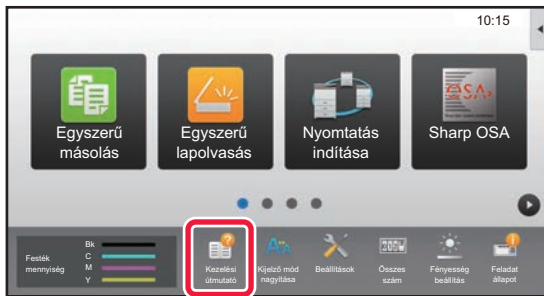 10:15
Egyszerű
másolás
Egyszerű
lapolvasás
Nyomtatás
indítása
Sharp OSA
Festék
mennyiség
Bk
C
M
Y
Kezelési
útmutató
Kijelző mód
nagyítása
Beállítások
Összes
szám
Fényesség
beállítás
Feladat
állapot